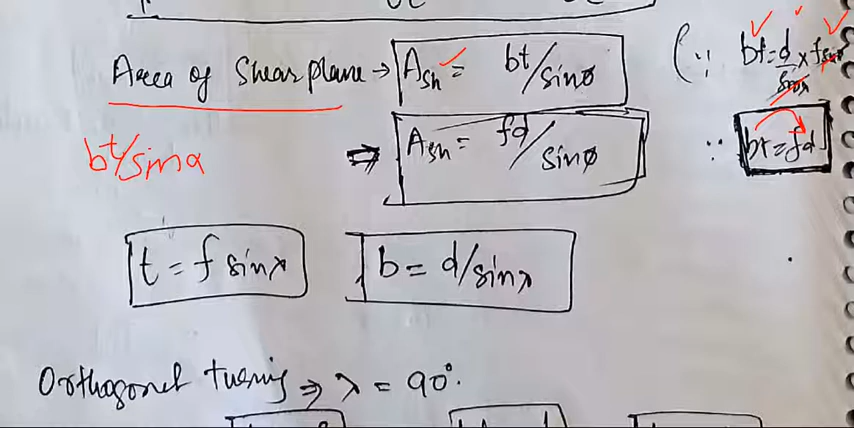 Area of Shear plane → Ash = bt/sinø
(∵ bt = d/sinλ × f sinλ
bt/sinα
⇒ Ash = fd/sinø
∵ bt = fd
t = f sinλ
b = d/sinλ
Orthogonal turning ⇒ λ = 90°.